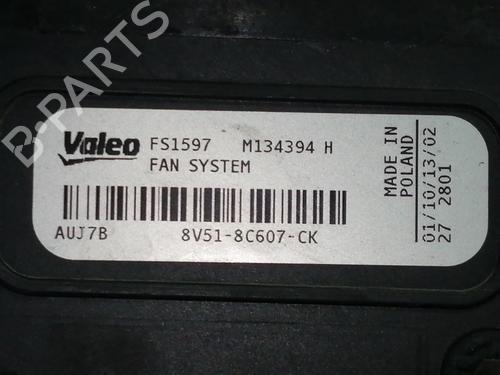 B-PARTS
Valeo FS1597 M134394 H
FAN SYSTEM
AUJ7B 8V51-8C607-CK
MADE IN
POLAND
01/10/13/02
27 2801